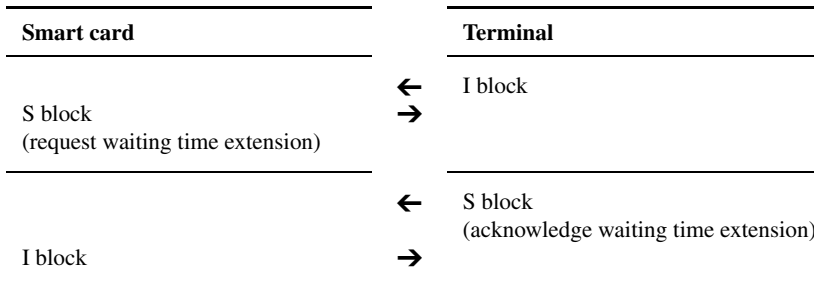 Smart card Terminal
← I block
S block →
(request waiting time extension)
← S block
(acknowledge waiting time extension)
I block →